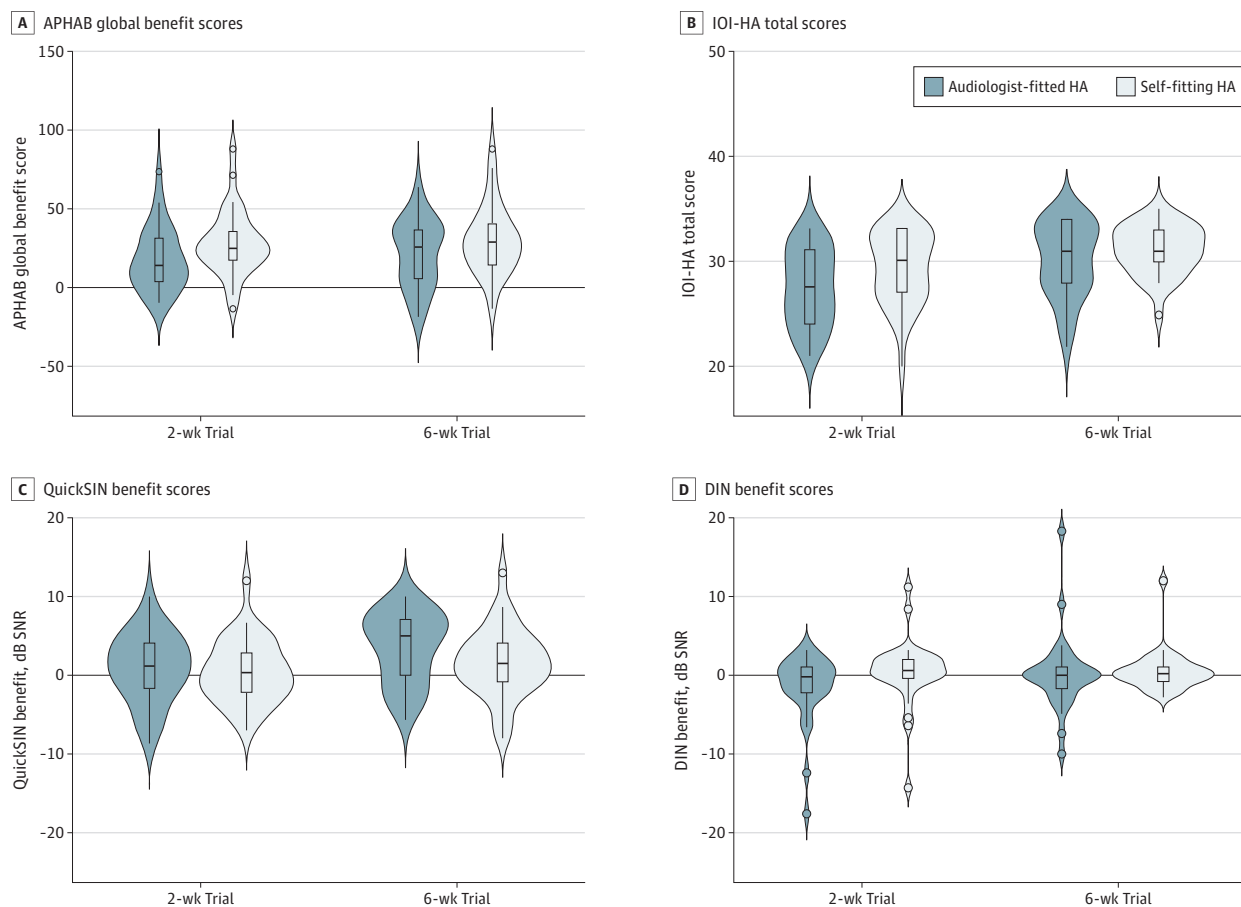 A APHAB global benefit scores
150
100
50
0
-50
APHAB global benefit score
2-wk Trial
6-wk Trial
B IOI-HA total scores
50
40
30
20
IOI-HA total score
Audiologist-fitted HA
Self-fitting HA
2-wk Trial
6-wk Trial
C QuickSIN benefit scores
20
10
0
-10
-20
QuickSIN benefit, dB SNR
2-wk Trial
6-wk Trial
D DIN benefit scores
20
10
0
-10
-20
DIN benefit, dB SNR
2-wk Trial
6-wk Trial